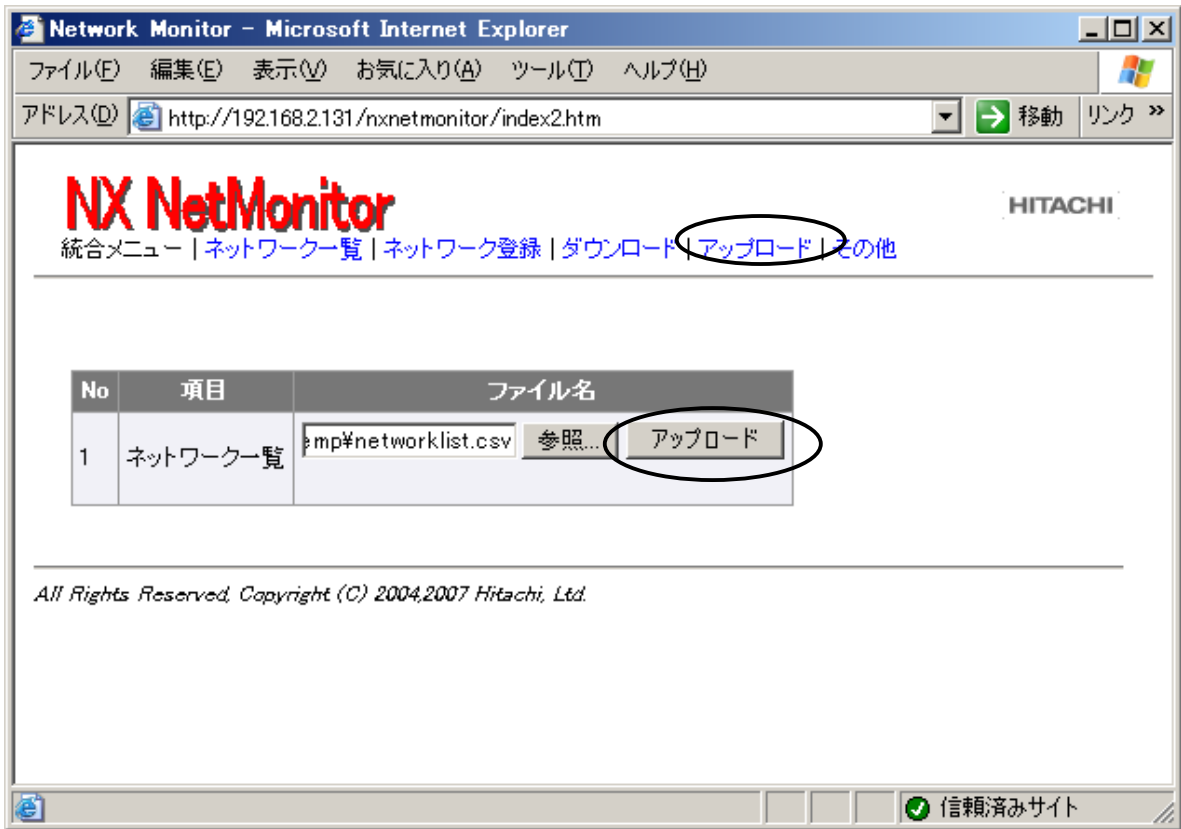 Network Monitor - Microsoft Internet Explorer
ファイル(F) 編集(E) 表示(V) お気に入り(A) ツール(T) ヘルプ(H)
アドレス(D) http://192.168.2.131/nxnetmonitor/index2.htm 移動 リンク »
NX NetMonitor
HITACHI
統合メニュー | ネットワーク一覧 | ネットワーク登録 | ダウンロード | アップロード | その他
No 項目 ファイル名
1 ネットワーク一覧 emp¥networklist.csv 参照... アップロード
All Rights Reserved, Copyright (C) 2004,2007 Hitachi, Ltd.
信頼済みサイト